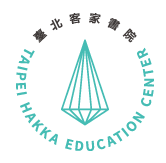 臺北客家書院
TAIPEI HAKKA EDUCATION CENTER